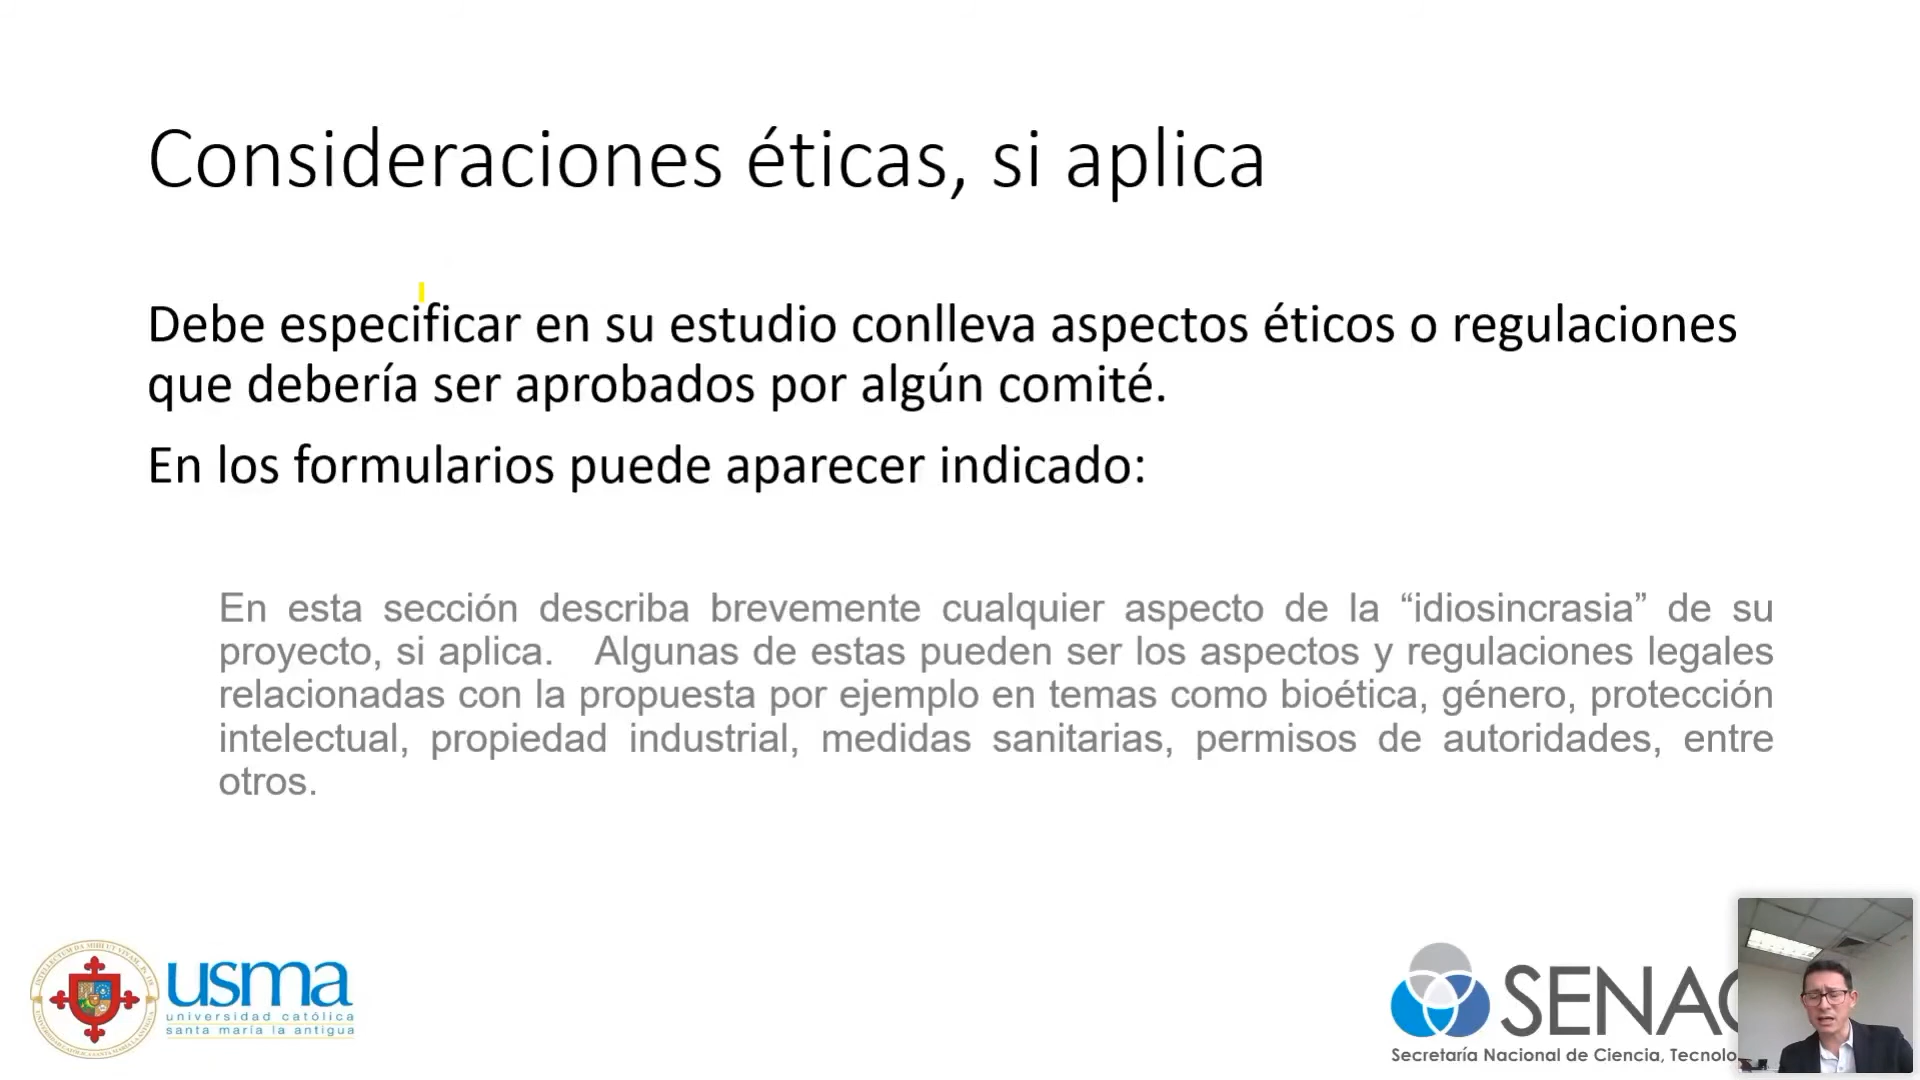 Consideraciones éticas, si aplica
Debe especificar en su estudio conlleva aspectos éticos o regulaciones
que debería ser aprobados por algún comité.
En los formularios puede aparecer indicado:
En esta sección describa brevemente cualquier aspecto de la “idiosincrasia” de su
proyecto, si aplica. Algunas de estas pueden ser los aspectos y regulaciones legales
relacionadas con la propuesta por ejemplo en temas como bioética, género, protección
intelectual, propiedad industrial, medidas sanitarias, permisos de autoridades, entre
otros.
usma
universidad católica
santa maría la antigua
SENAC
Secretaría Nacional de Ciencia, Tecnolo